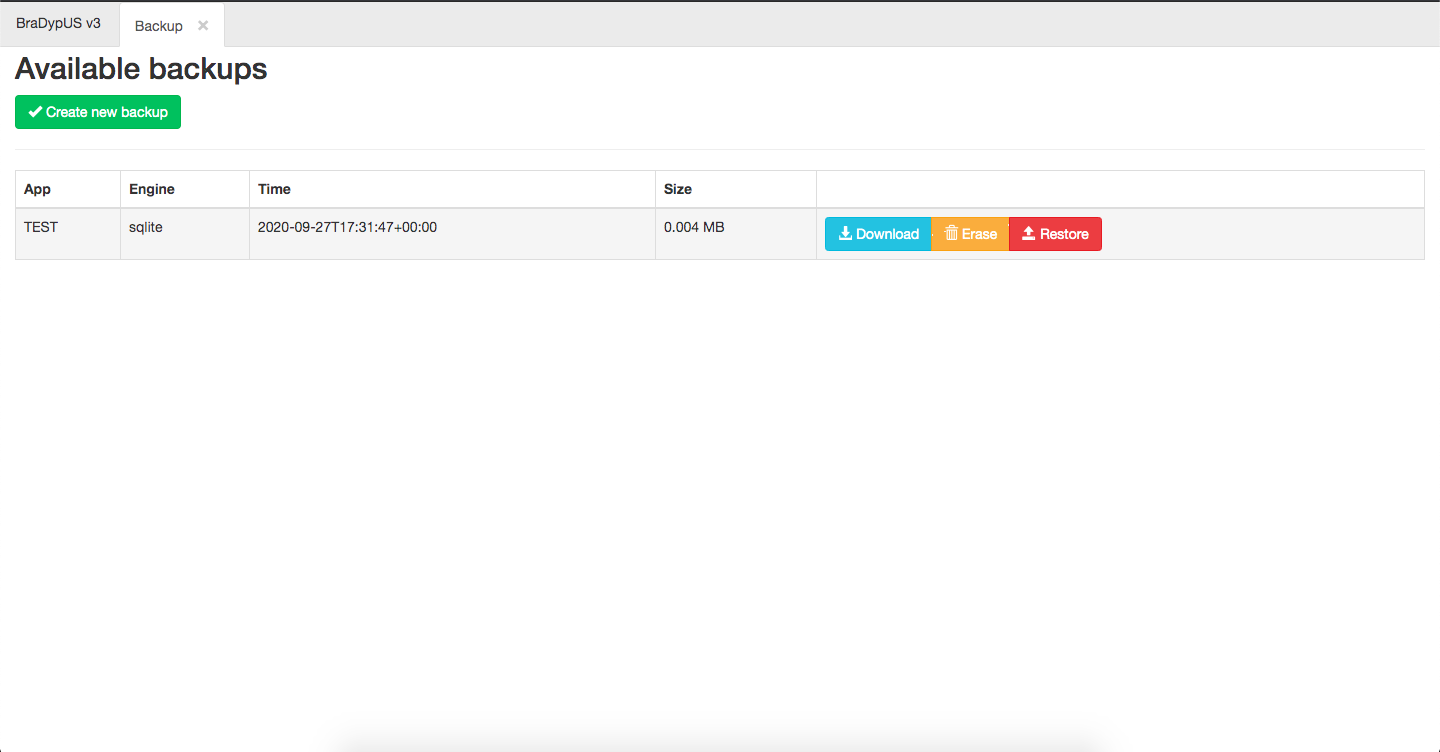 BraDypUS v3 Backup ×
Available backups
Create new backup
App Engine Time Size
TEST sqlite 2020-09-27T17:31:47+00:00 0.004 MB Download Erase Restore